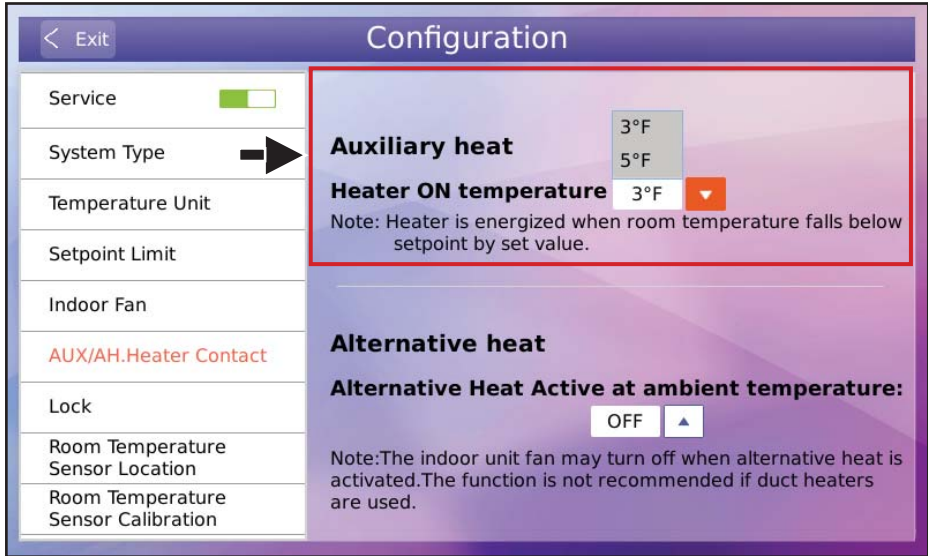 < Exit
Configuration
Service
System Type
Temperature Unit
Setpoint Limit
Indoor Fan
AUX/AH.Heater Contact
Lock
Room Temperature
Sensor Location
Room Temperature
Sensor Calibration
Auxiliary heat
3°F
5°F
Heater ON temperature 3°F
Note: Heater is energized when room temperature falls below
setpoint by set value.
Alternative heat
Alternative Heat Active at ambient temperature:
OFF
Note:The indoor unit fan may turn off when alternative heat is
activated.The function is not recommended if duct heaters
are used.